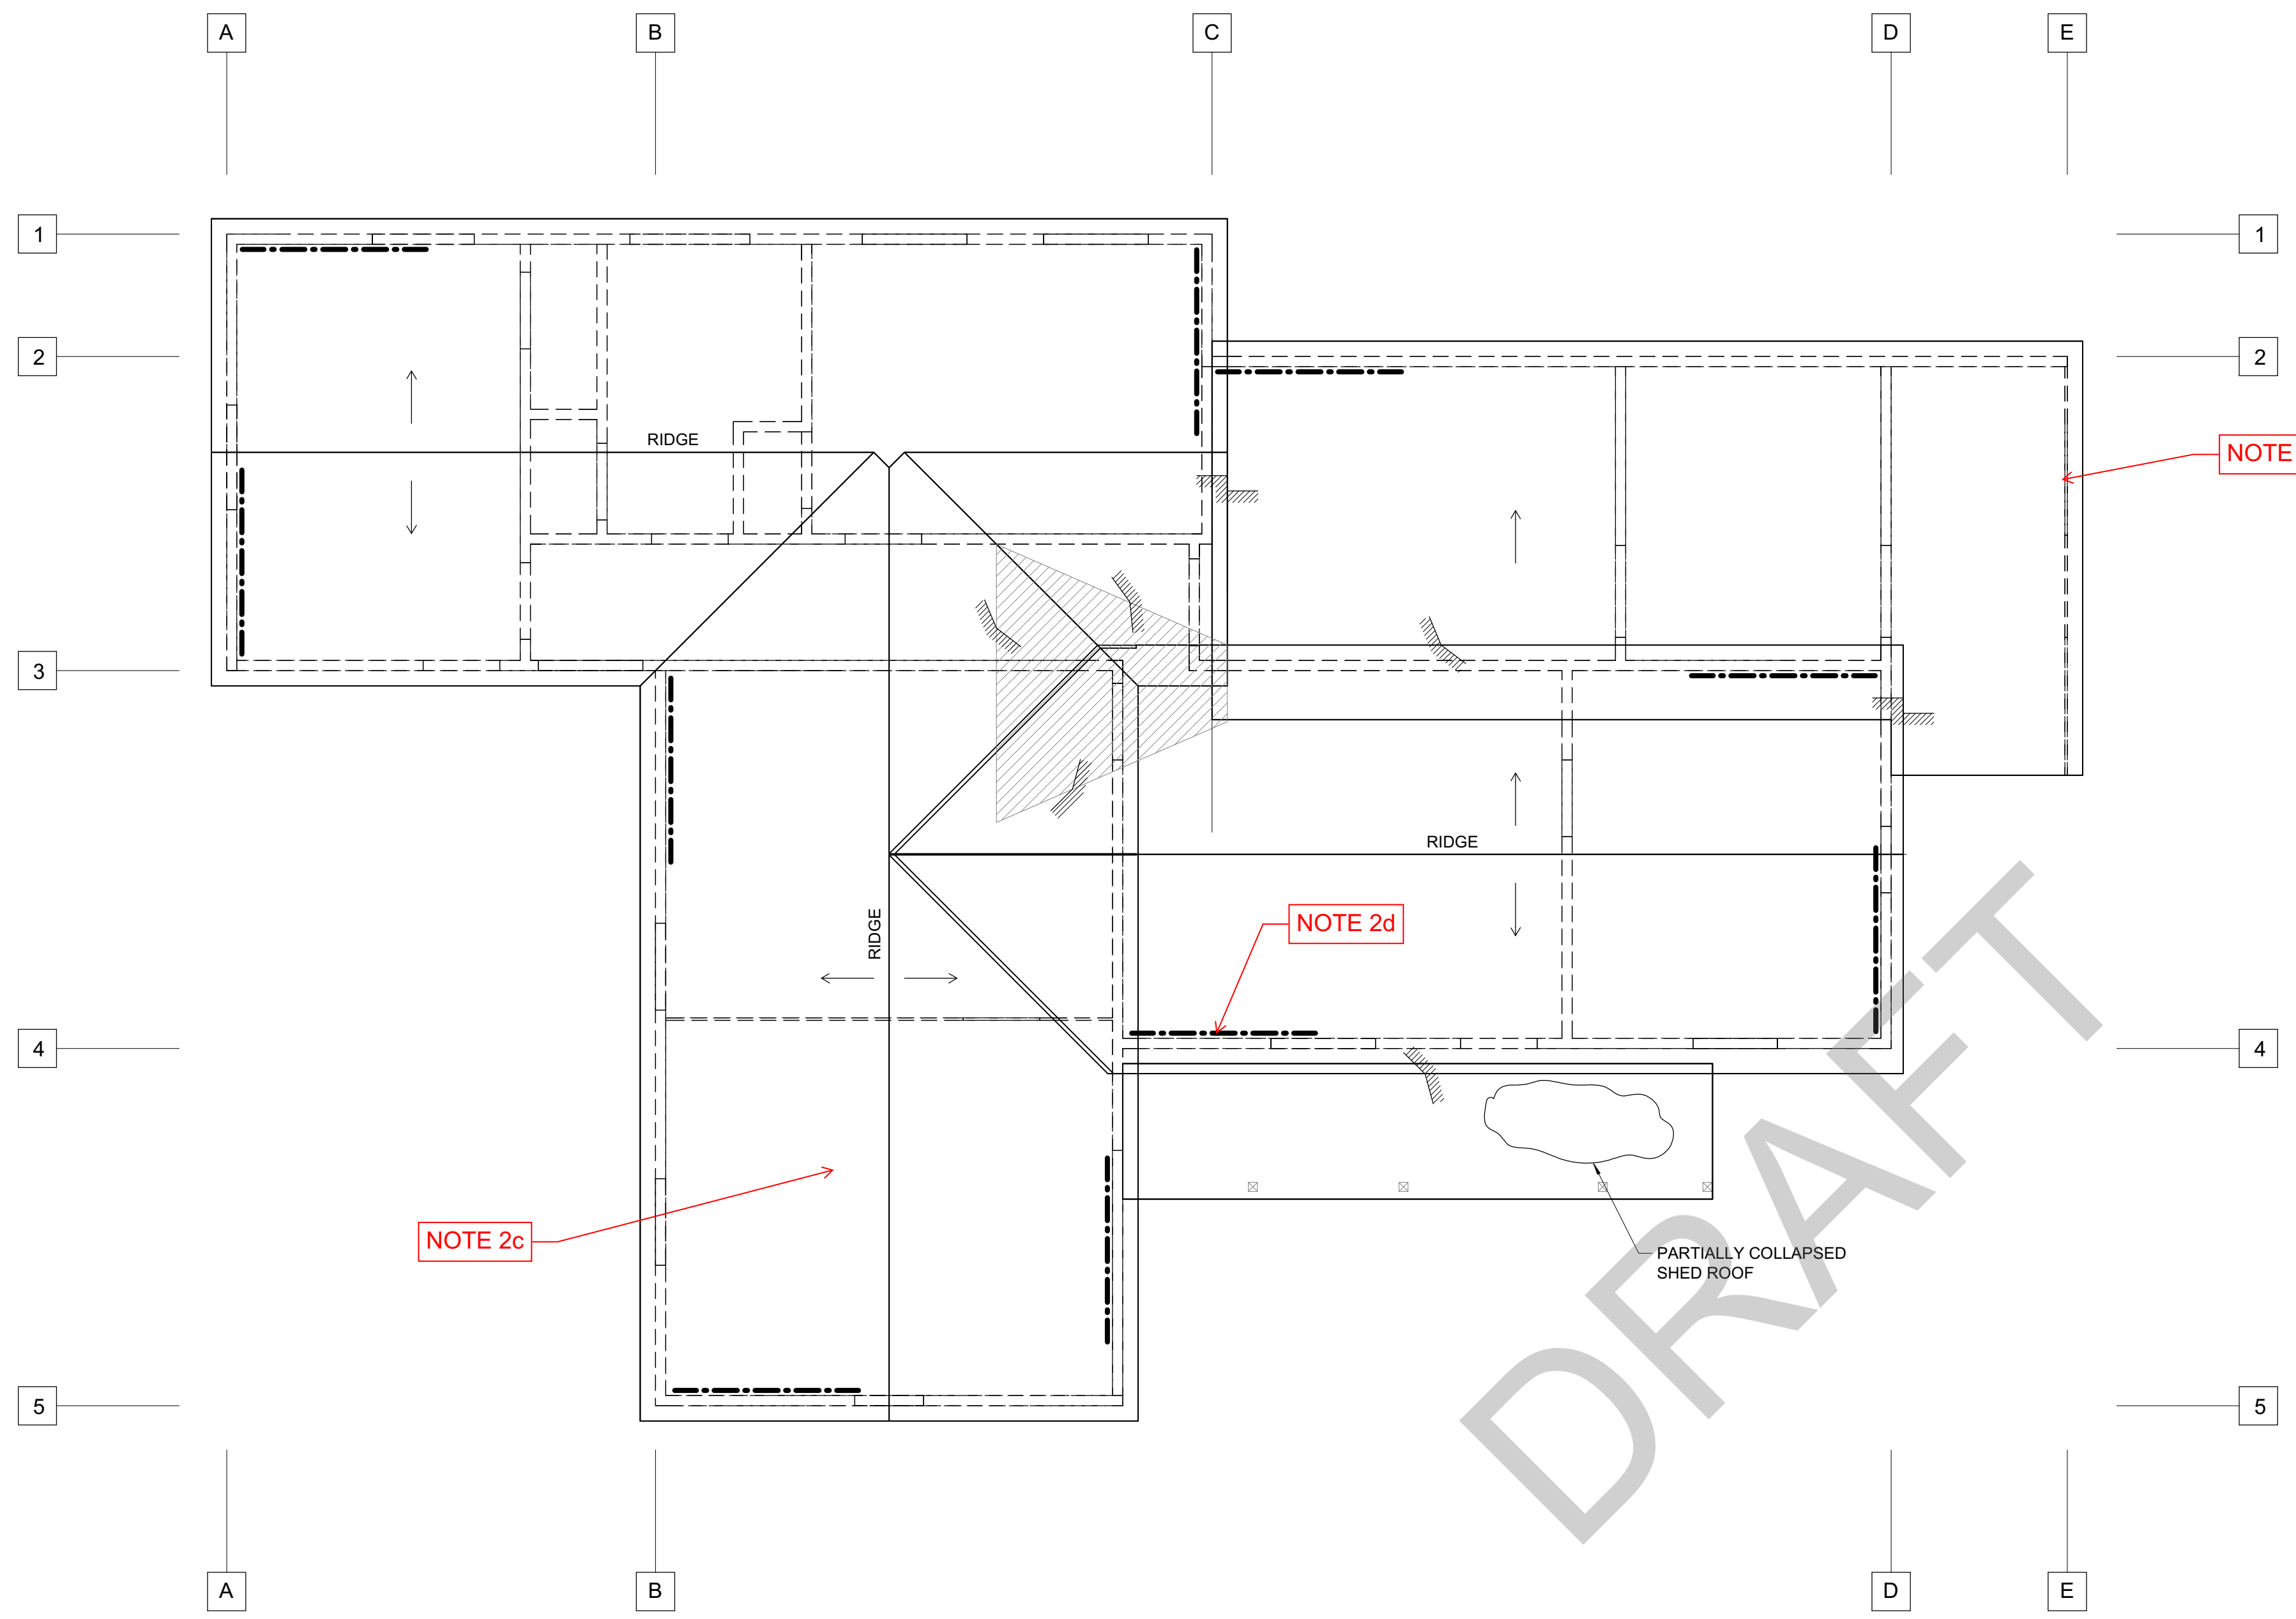 A
B
C
D
E
1
1
2
2
RIDGE
NOTE
3
3
RIDGE
RIDGE
NOTE 2d
4
4
NOTE 2c
PARTIALLY COLLAPSED
SHED ROOF
DRAFT
5
5
A
B
D
E